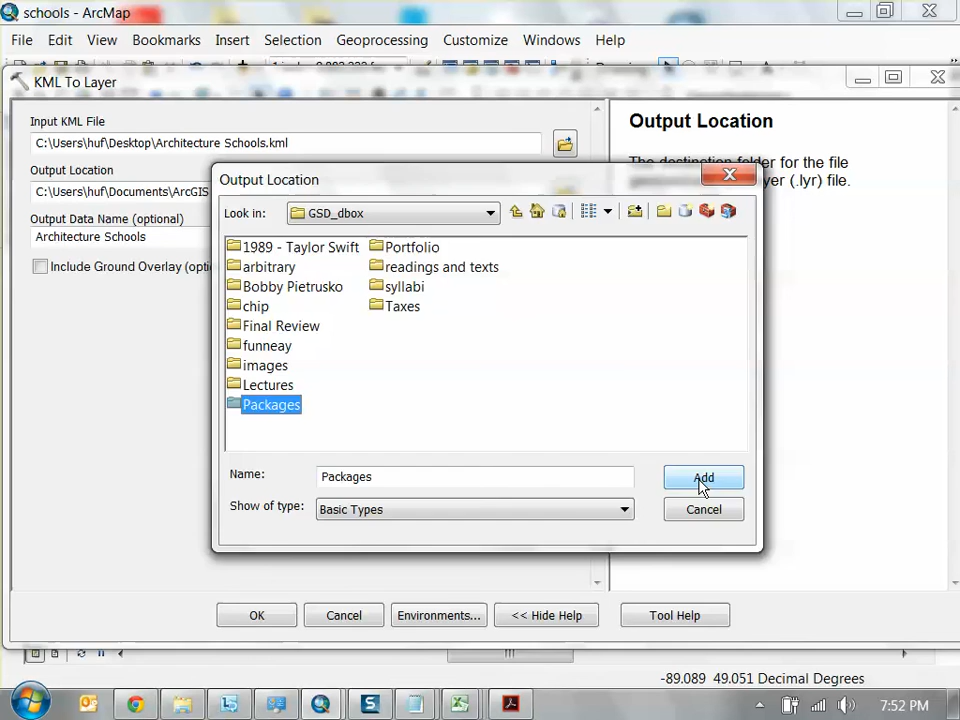 schools - ArcMap
File Edit View Bookmarks Insert Selection Geoprocessing Customize Windows Help
KML To Layer
Input KML File
C:\Users\huf\Desktop\Architecture Schools.kml
Output Location
C:\Users\huf\Documents\ArcGIS
Output Data Name (optional)
Architecture Schools
Include Ground Overlay (opti
Output Location
The destination folder for the file
yer (.lyr) file.
Output Location
Look in: GSD_dbox
1989 - Taylor Swift
arbitrary
Bobby Pietrusko
chip
Final Review
funneay
images
Lectures
Packages
Portfolio
readings and texts
syllabi
Taxes
Name: Packages Add
Show of type: Basic Types Cancel
OK Cancel Environments... << Hide Help Tool Help
-89.089 49.051 Decimal Degrees
7:52 PM